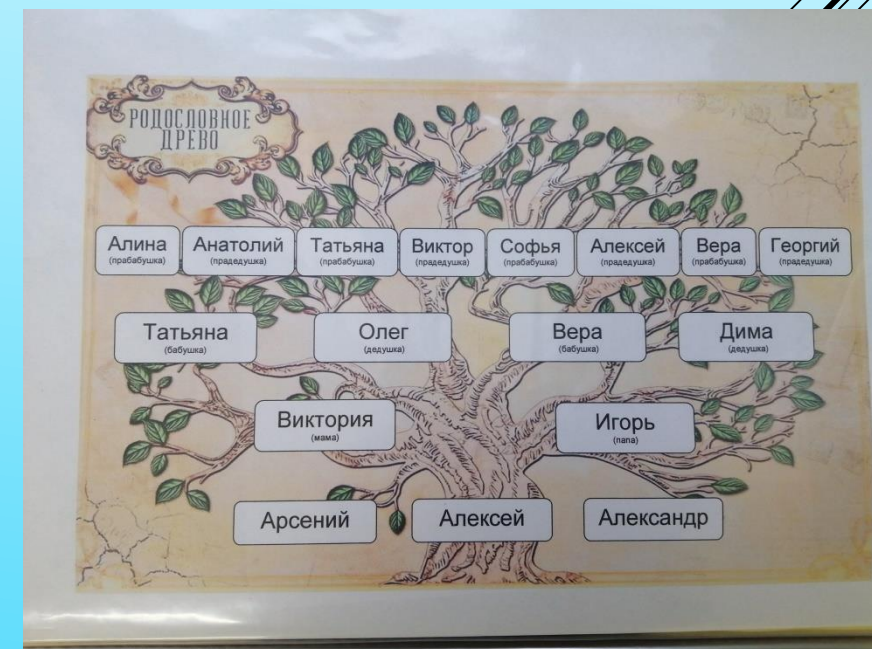 РОДОСЛОВНОЕ
ДРЕВО
Алина Анатолий Татьяна Виктор Софья Алексей Вера Георгий
(прабабушка) (прадедушка) (прабабушка) (прадедушка) (прабабушка) (прадедушка) (прабабушка) (прадедушка)
Татьяна Олег Вера Дима
(бабушка) (дедушка) (бабушка) (дедушка)
Виктория Игорь
(мама) (папа)
Арсений Алексей Александр